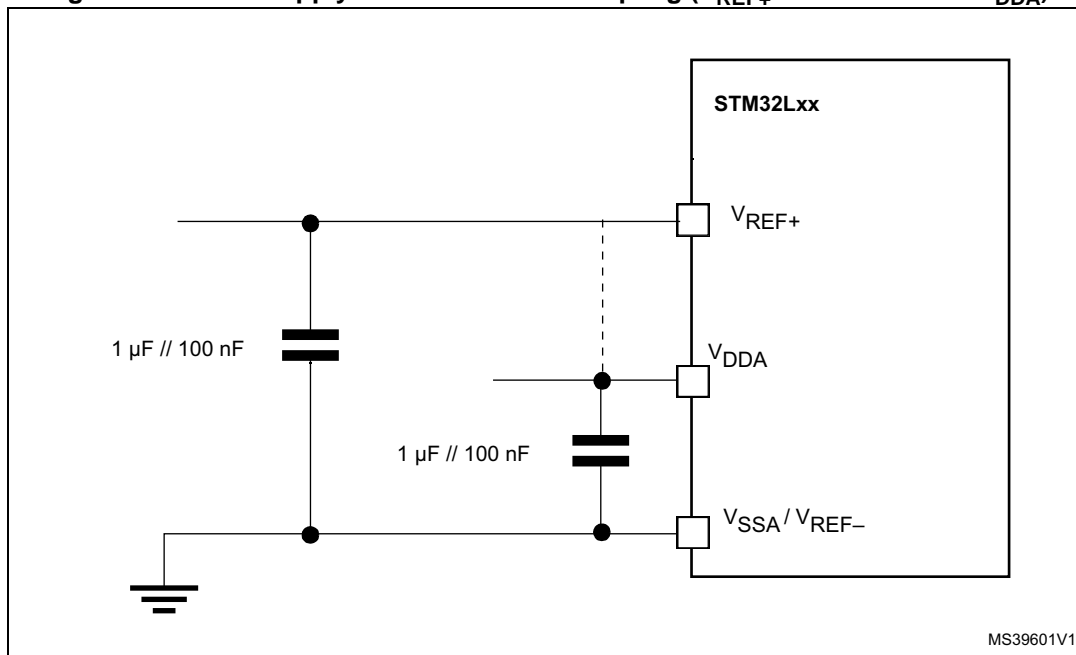 STM32Lxx
VREF+
1 µF // 100 nF
VDDA
1 µF // 100 nF
VSSA / VREF–
MS39601V1